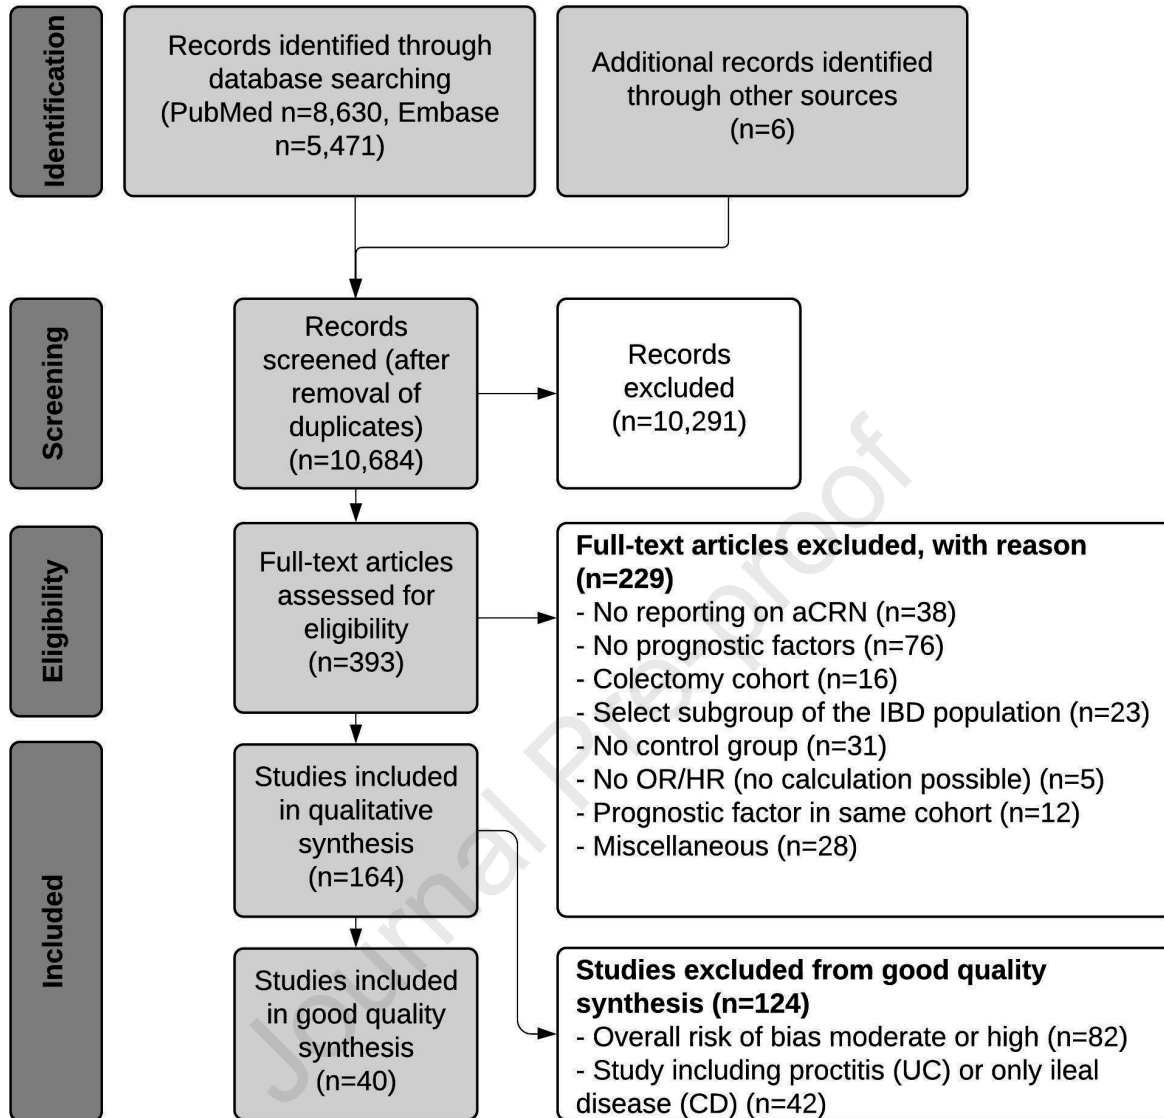 Identification
Records identified through
database searching
(PubMed n=8,630, Embase
n=5,471)
Additional records identified
through other sources
(n=6)
Screening
Records
screened (after
removal of
duplicates)
(n=10,684)
Records
excluded
(n=10,291)
Eligibility
Full-text articles
assessed for
eligibility
(n=393)
Full-text articles excluded, with reason
(n=229)
- No reporting on aCRN (n=38)
- No prognostic factors (n=76)
- Colectomy cohort (n=16)
- Select subgroup of the IBD population (n=23)
- No control group (n=31)
- No OR/HR (no calculation possible) (n=5)
- Prognostic factor in same cohort (n=12)
- Miscellaneous (n=28)
Included
Studies included
in qualitative
synthesis
(n=164)
Studies included
in good quality
synthesis
(n=40)
Studies excluded from good quality
synthesis (n=124)
- Overall risk of bias moderate or high (n=82)
- Study including proctitis (UC) or only ileal
disease (CD) (n=42)
Journal Pre-proof